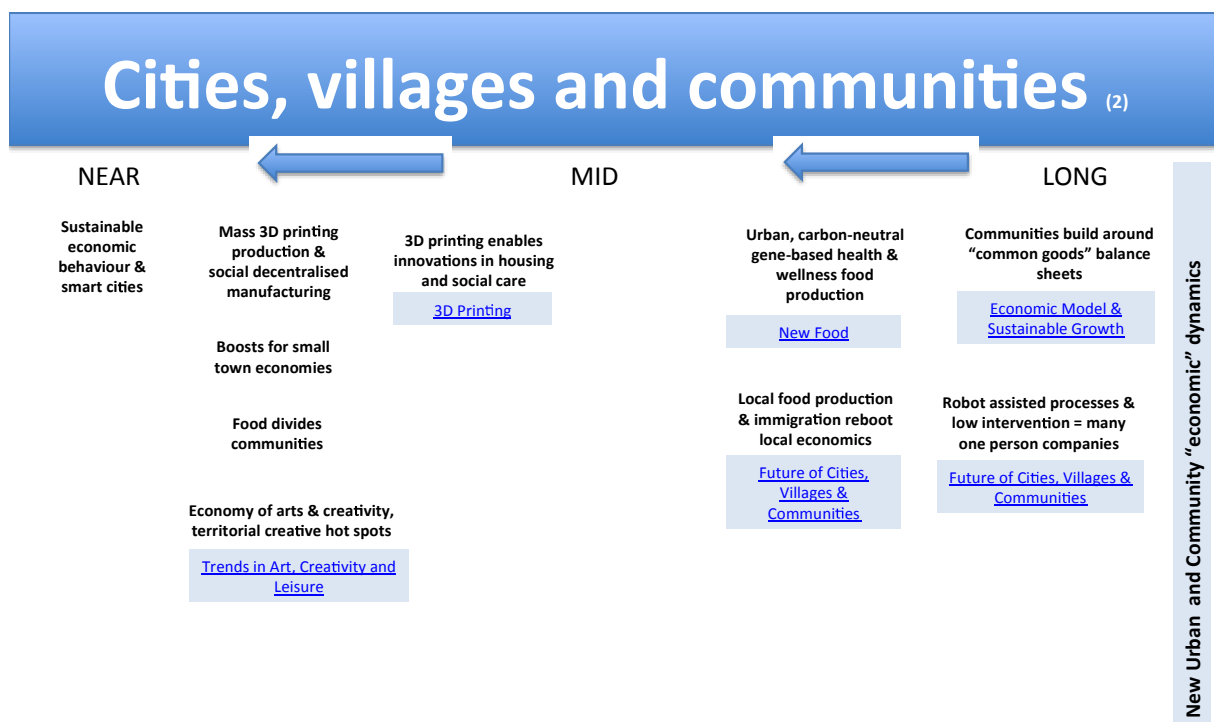 Cities, villages and communities (2)
NEAR
MID
LONG
Sustainable
economic
behaviour &
smart cities
Mass 3D printing
production &
social decentralised
manufacturing
Boosts for small
town economies
Food divides
communities
Economy of arts & creativity,
territorial creative hot spots
Trends in Art, Creativity and
Leisure
3D printing enables
innovations in housing
and social care
3D Printing
Urban, carbon-neutral
gene-based health &
wellness food
production
New Food
Local food production
& immigration reboot
local economics
Future of Cities,
Villages &
Communities
Communities build around
“common goods” balance
sheets
Economic Model &
Sustainable Growth
Robot assisted processes &
low intervention = many
one person companies
Future of Cities, Villages &
Communities
New Urban and Community “economic” dynamics